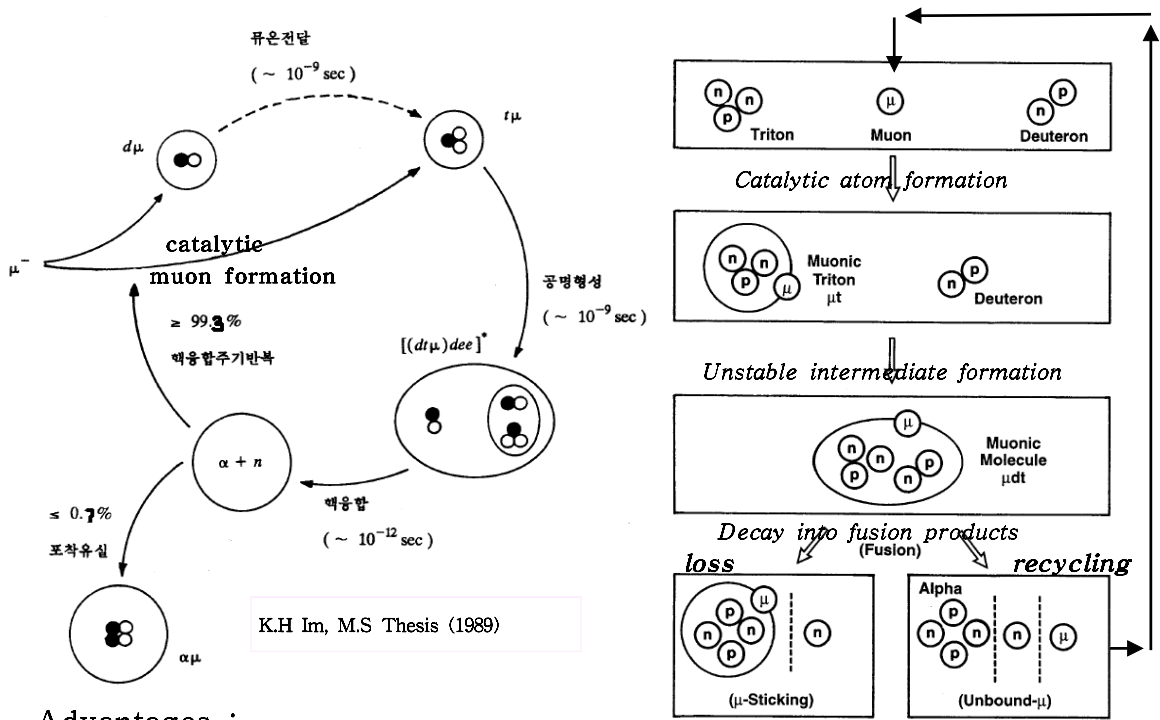 뮤온전달
(~ 10⁻⁹ sec)
dμ
tμ
μ⁻
catalytic
muon formation
≥ 99.3%
핵융합주기반복
공명형성
(~ 10⁻⁹ sec)
[(dtμ)dee]*
α + n
핵융합
(~ 10⁻¹² sec)
≤ 0.7%
포착유실
αμ
K.H Im, M.S Thesis (1989)
Advantages :
n n p
Triton
μ
Muon
p n
Deuteron
Catalytic atom formation
n n p μ
Muonic
Triton
μt
n p
Deuteron
Unstable intermediate formation
μ
n n p n p
Muonic
Molecule
μdt
Decay into fusion products
(Fusion)
loss
recycling
μ
p n n p
n
(μ-Sticking)
Alpha
p n n p
n
μ
(Unbound-μ)